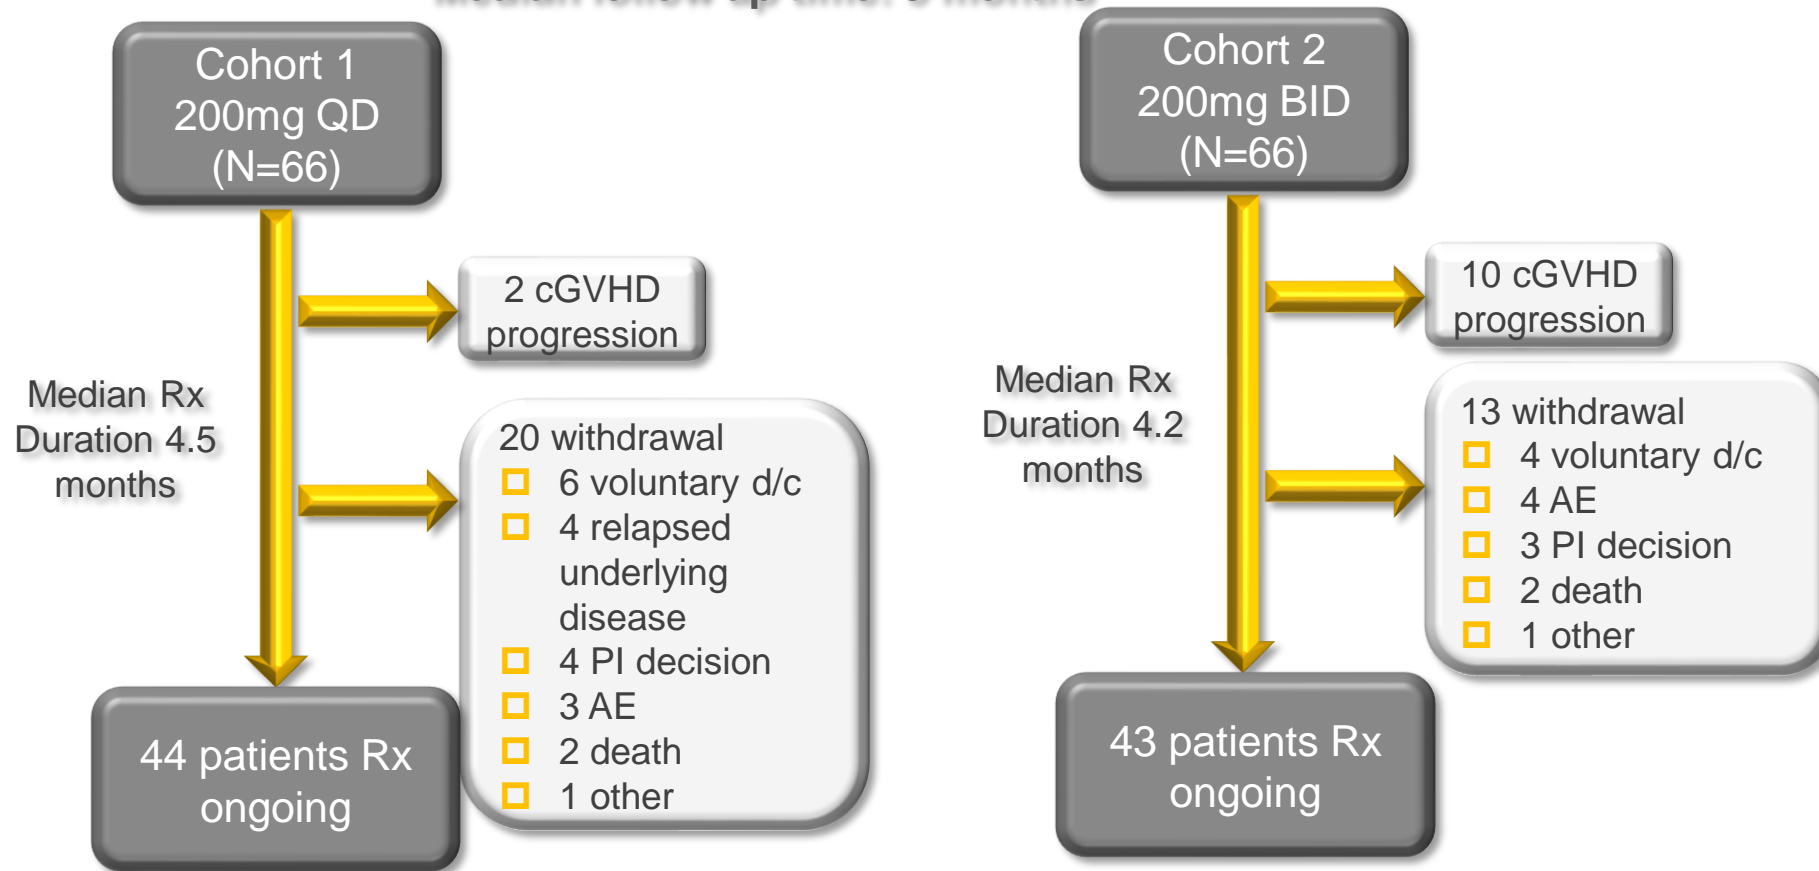 Cohort 1
200mg QD
(N=66)
2 cGVHD
progression
Median Rx
Duration 4.5
months
20 withdrawal
6 voluntary d/c
4 relapsed
underlying
disease
4 PI decision
3 AE
2 death
1 other
44 patients Rx
ongoing
Cohort 2
200mg BID
(N=66)
10 cGVHD
progression
Median Rx
Duration 4.2
months
13 withdrawal
4 voluntary d/c
4 AE
3 PI decision
2 death
1 other
43 patients Rx
ongoing